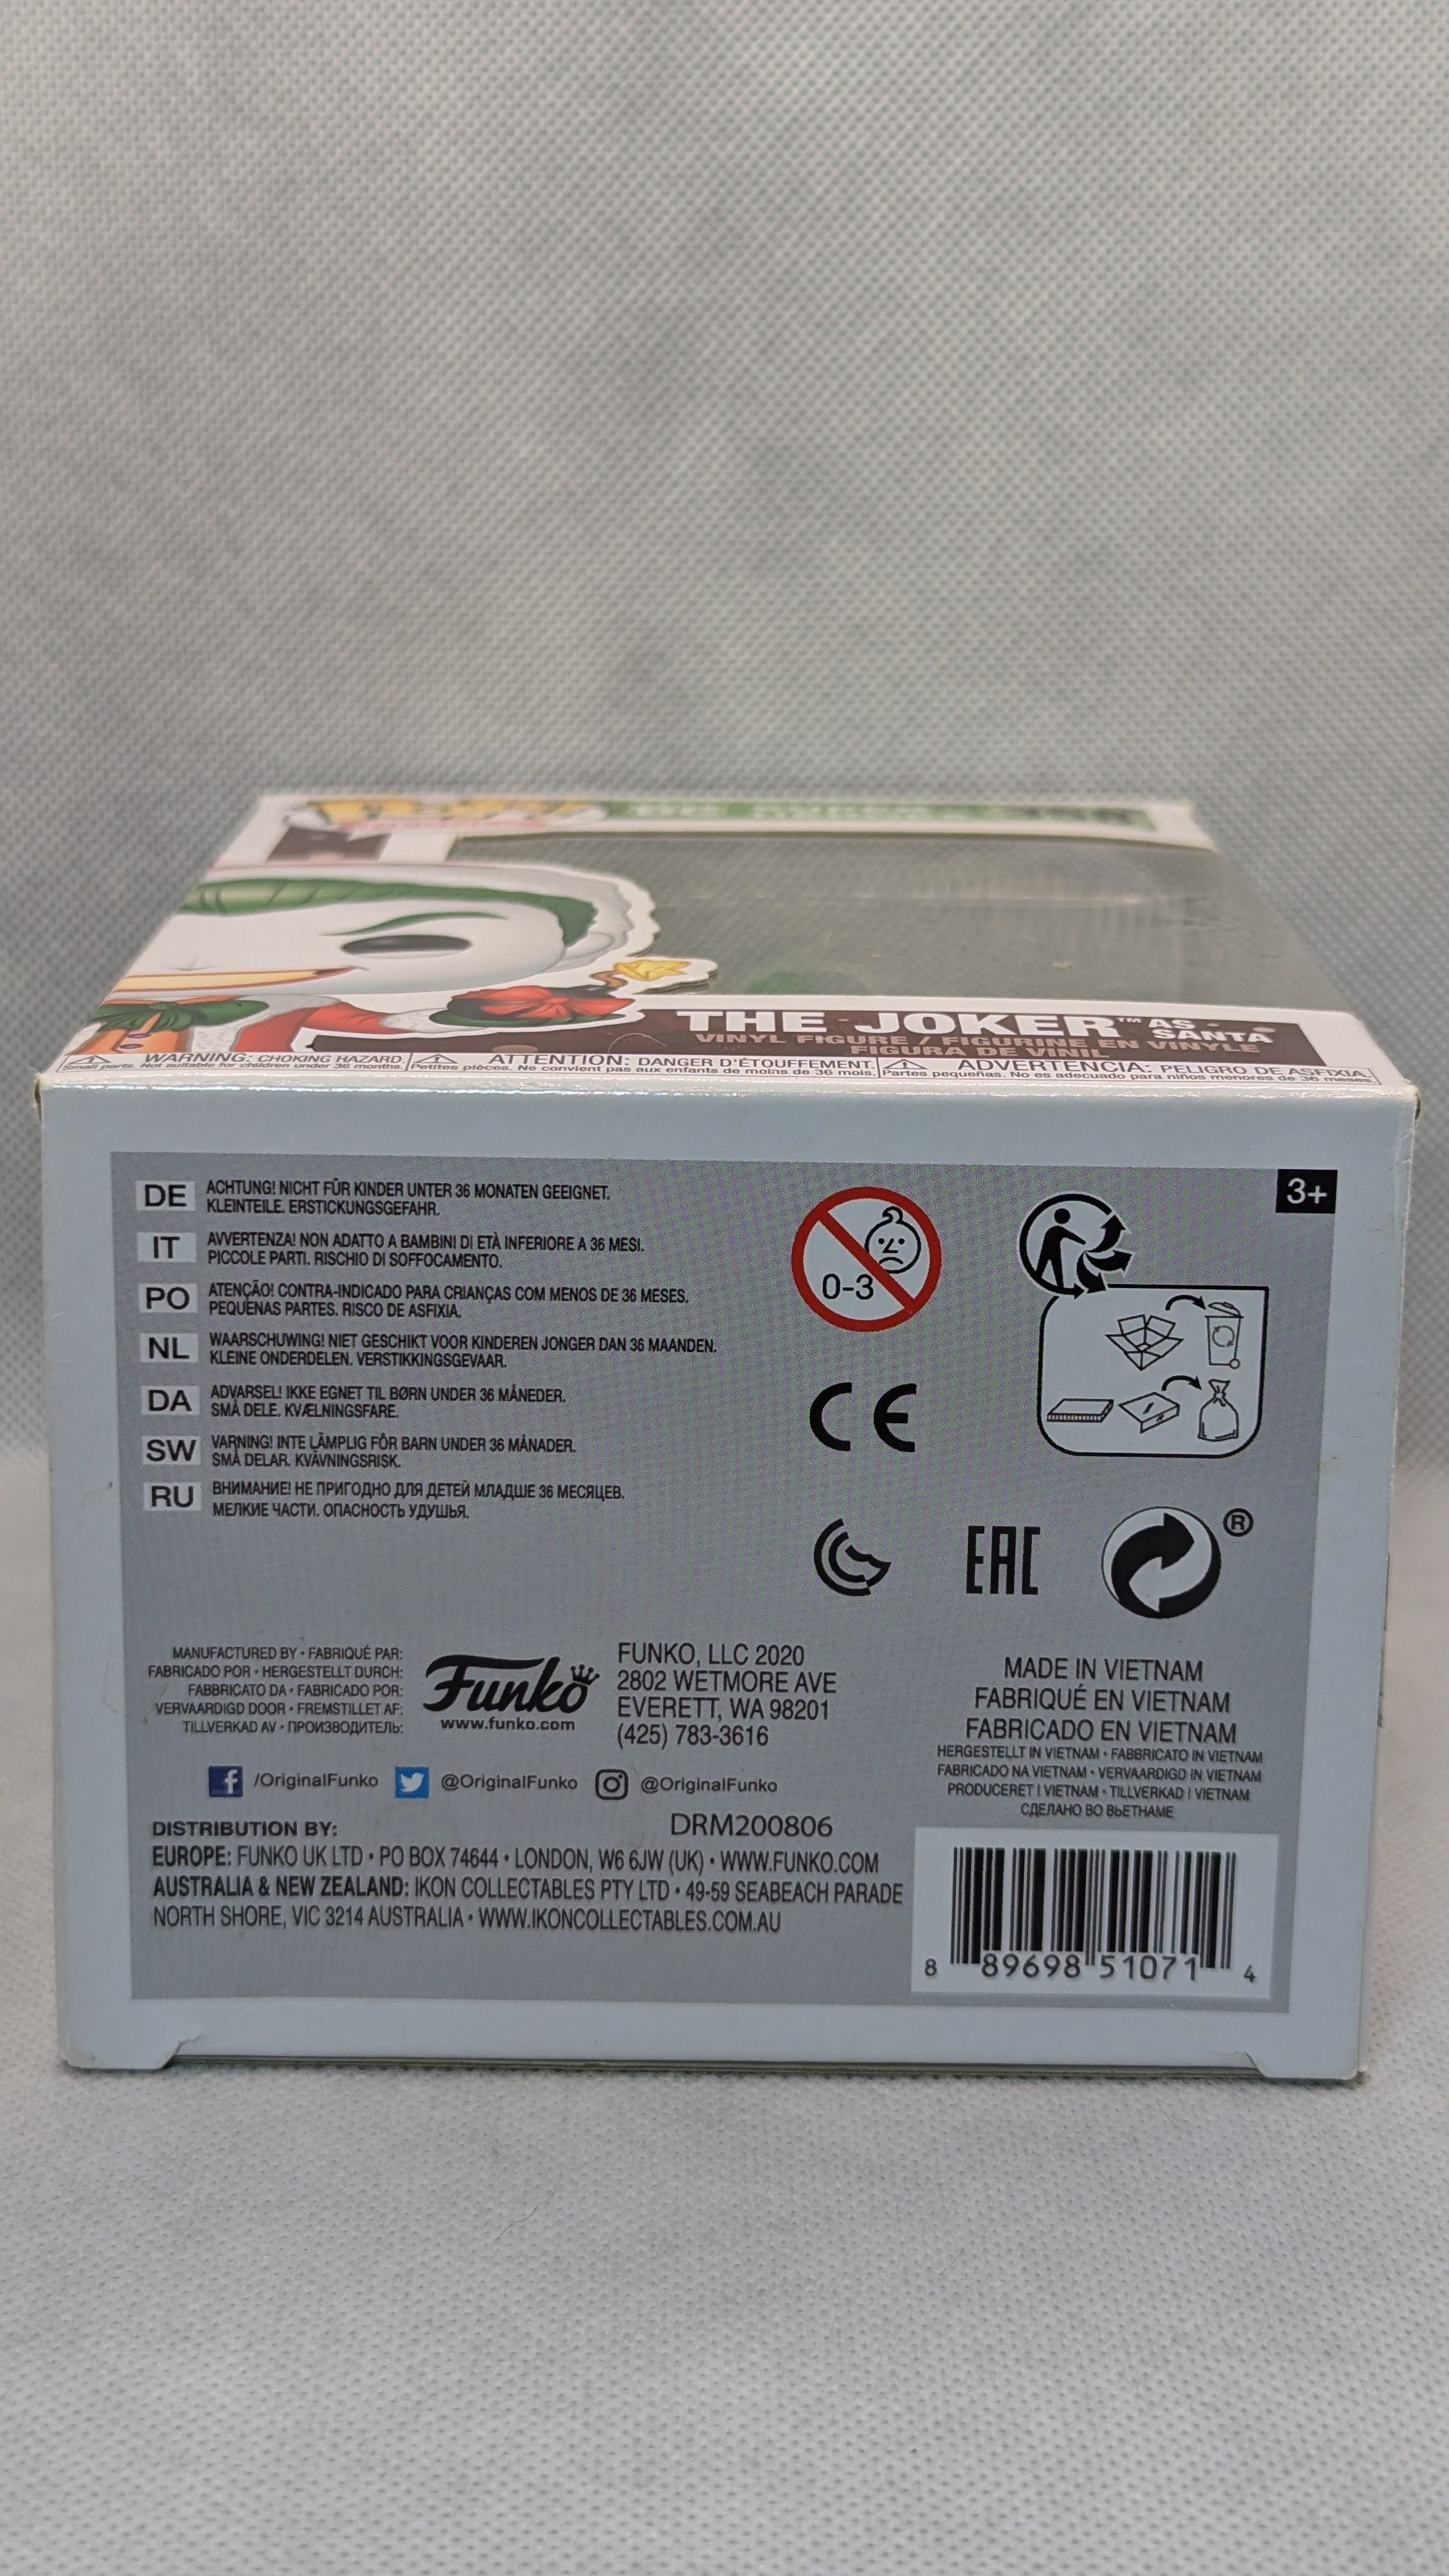 THE JOKER™ AS SANTA
VINYL FIGURE / FIGURINE EN VINYLE
FIGURA DE VINIL
WARNING: CHOKING HAZARD.
Small parts. Not suitable for children under 36 months.
ATTENTION: DANGER D'ÉTOUFFEMENT.
Petites pièces. Ne convient pas aux enfants de moins de 36 mois.
ADVERTENCIA: PELIGRO DE ASFIXIA.
Partes pequeñas. No es adecuado para niños menores de 36 meses.
3+
DE ACHTUNG! NICHT FÜR KINDER UNTER 36 MONATEN GEEIGNET.
KLEINTEILE. ERSTICKUNGSGEFAHR.
IT AVVERTENZA! NON ADATTO A BAMBINI DI ETÀ INFERIORE A 36 MESI.
PICCOLE PARTI. RISCHIO DI SOFFOCAMENTO.
PO ATENÇÃO! CONTRA-INDICADO PARA CRIANÇAS COM MENOS DE 36 MESES.
PEQUENAS PARTES. RISCO DE ASFIXIA.
NL WAARSCHUWING! NIET GESCHIKT VOOR KINDEREN JONGER DAN 36 MAANDEN.
KLEINE ONDERDELEN. VERSTIKKINGSGEVAAR.
DA ADVARSEL! IKKE EGNET TIL BØRN UNDER 36 MÅNEDER.
SMÅ DELE. KVÆLNINGSFARE.
SW VARNING! INTE LÄMPLIG FÖR BARN UNDER 36 MÅNADER.
SMÅ DELAR. KVÄVNINGSRISK.
RU ВНИМАНИЕ! НЕ ПРИГОДНО ДЛЯ ДЕТЕЙ МЛАДШЕ 36 МЕСЯЦЕВ.
МЕЛКИЕ ЧАСТИ. ОПАСНОСТЬ УДУШЬЯ.
0-3
CE
EAC
®
MANUFACTURED BY • FABRIQUÉ PAR:
FABRICADO POR • HERGESTELLT DURCH:
FABBRICATO DA • FABRICADO POR:
VERVAARDIGD DOOR • FREMSTILLET AF:
TILLVERKAD AV • ПРОИЗВОДИТЕЛЬ:
Funko
www.funko.com
FUNKO, LLC 2020
2802 WETMORE AVE
EVERETT, WA 98201
(425) 783-3616
MADE IN VIETNAM
FABRIQUÉ EN VIETNAM
FABRICADO EN VIETNAM
HERGESTELLT IN VIETNAM • FABBRICATO IN VIETNAM
FABRICADO NA VIETNAM • VERVAARDIGD IN VIETNAM
PRODUCERET I VIETNAM • TILLVERKAD I VIETNAM
СДЕЛАНО ВО ВЬЕТНАМЕ
/OriginalFunko @OriginalFunko @OriginalFunko
DRM200806
DISTRIBUTION BY:
EUROPE: FUNKO UK LTD • PO BOX 74644 • LONDON, W6 6JW (UK) • WWW.FUNKO.COM
AUSTRALIA & NEW ZEALAND: IKON COLLECTABLES PTY LTD • 49-59 SEABEACH PARADE
NORTH SHORE, VIC 3214 AUSTRALIA • WWW.IKONCOLLECTABLES.COM.AU
8 89698 51071 4